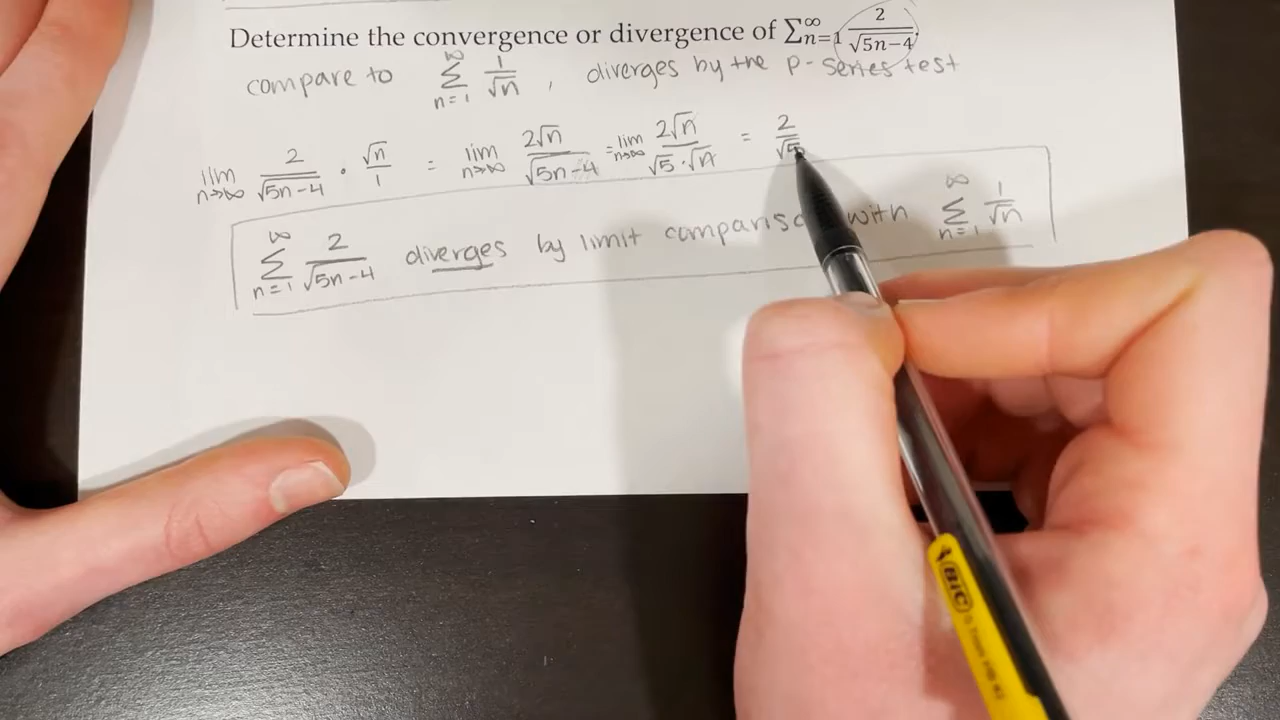 Determine the convergence or divergence of ∑_{n=1}^{∞} 2/√(5n−4)
compare to ∑_{n=1}^{∞} 1/√n , diverges by the p-series test
lim_{n→∞} 2/√(5n−4) · √n/1 = lim_{n→∞} 2√n/√(5n−4) = lim_{n→∞} 2√n/(√5·√n) = 2/√5
∑_{n=1}^{∞} 2/√(5n−4) diverges by limit comparison with ∑_{n=1}^{∞} 1/√n
BIC